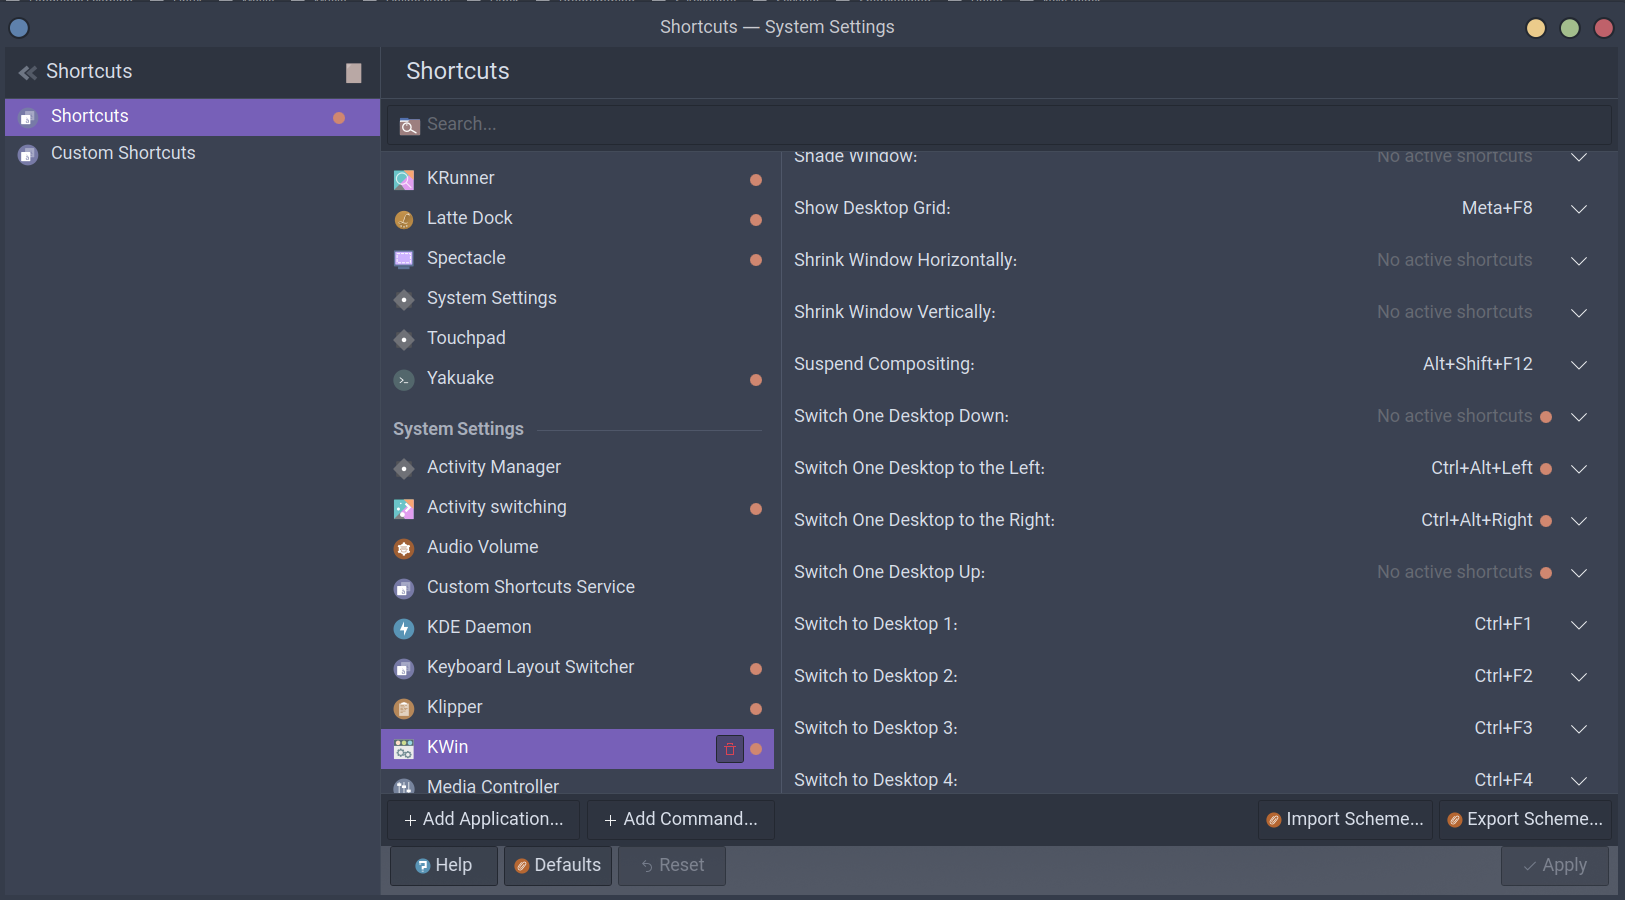 Shortcuts — System Settings
Shortcuts
Shortcuts
Custom Shortcuts
Shortcuts
Search...
KRunner
Latte Dock
Spectacle
System Settings
Touchpad
Yakuake
System Settings
Activity Manager
Activity switching
Audio Volume
Custom Shortcuts Service
KDE Daemon
Keyboard Layout Switcher
Klipper
KWin
Media Controller
Shade Window: No active shortcuts
Show Desktop Grid: Meta+F8
Shrink Window Horizontally: No active shortcuts
Shrink Window Vertically: No active shortcuts
Suspend Compositing: Alt+Shift+F12
Switch One Desktop Down: No active shortcuts
Switch One Desktop to the Left: Ctrl+Alt+Left
Switch One Desktop to the Right: Ctrl+Alt+Right
Switch One Desktop Up: No active shortcuts
Switch to Desktop 1: Ctrl+F1
Switch to Desktop 2: Ctrl+F2
Switch to Desktop 3: Ctrl+F3
Switch to Desktop 4: Ctrl+F4
+ Add Application... + Add Command... Import Scheme... Export Scheme...
Help Defaults Reset Apply